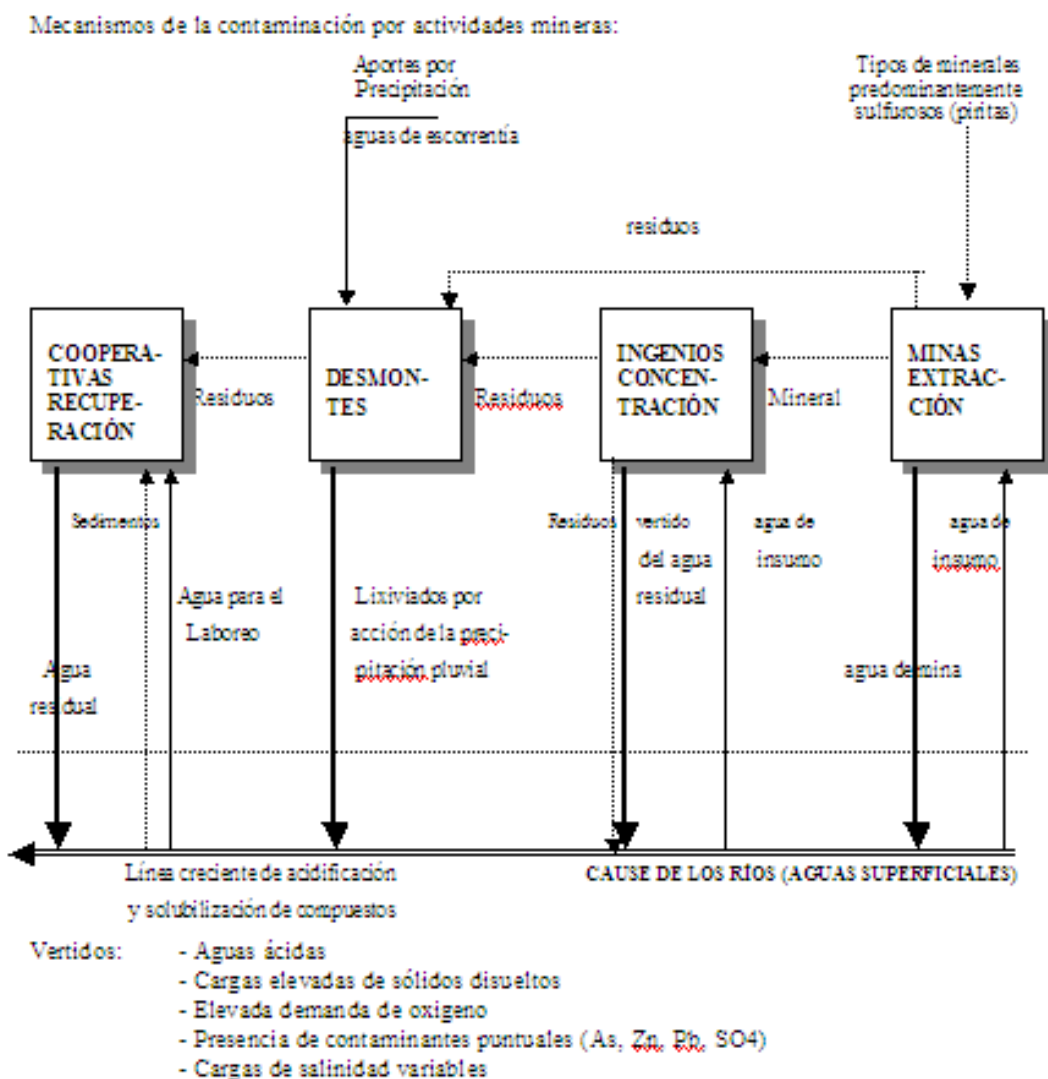 Mecanismos de la contaminación por actividades mineras:
Aportes por
Precipitación
aguas de escorrentía
Tipos de minerales
predominantemente
sulfurosos (piritas)
residuos
COOPERA-
TIVAS
RECUPE-
RACIÓN
Residuos
DESMON-
TES
Residuos
INGENIOS
CONCEN-
TRACIÓN
Mineral
MINAS
EXTRAC-
CIÓN
Sedimentos
Agua para el
Laboreo
Agua
residual
Lixiviados por
acción de la preci-
pitación pluvial
Residuos
vertido
del agua
residual
agua de
insumo
agua de
insumo
agua de mina
Línea creciente de acidificación
y solubilización de compuestos
CAUSE DE LOS RÍOS (AGUAS SUPERFICIALES)
Vertidos:
- Aguas ácidas
- Cargas elevadas de sólidos disueltos
- Elevada demanda de oxigeno
- Presencia de contaminantes puntuales (As, Zn, Pb, SO4)
- Cargas de salinidad variables